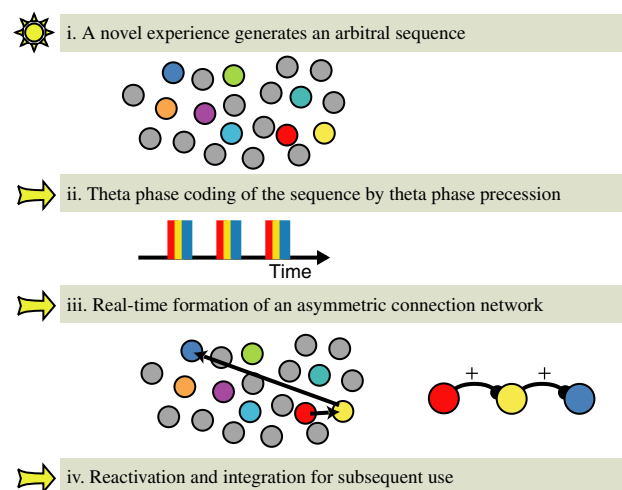 i. A novel experience generates an arbitral sequence
ii. Theta phase coding of the sequence by theta phase precession
Time
iii. Real-time formation of an asymmetric connection network
+ +
iv. Reactivation and integration for subsequent use